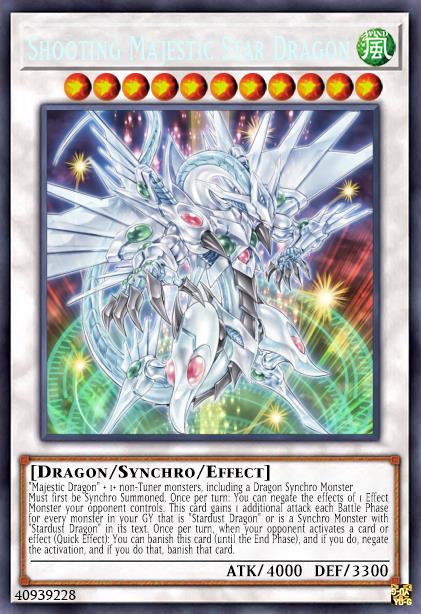 Shooting Majestic Star Dragon
WIND
風
[Dragon/Synchro/Effect]
"Majestic Dragon" + 1+ non-Tuner monsters, including a Dragon Synchro Monster
Must first be Synchro Summoned. Once per turn: You can negate the effects of 1 Effect
Monster your opponent controls. This card gains 1 additional attack each Battle Phase
for every monster in your GY that is "Stardust Dragon" or is a Synchro Monster with
"Stardust Dragon" in its text. Once per turn, when your opponent activates a card or
effect (Quick Effect): You can banish this card (until the End Phase), and if you do, negate
the activation, and if you do that, banish that card.
ATK/4000 DEF/3300
40939228